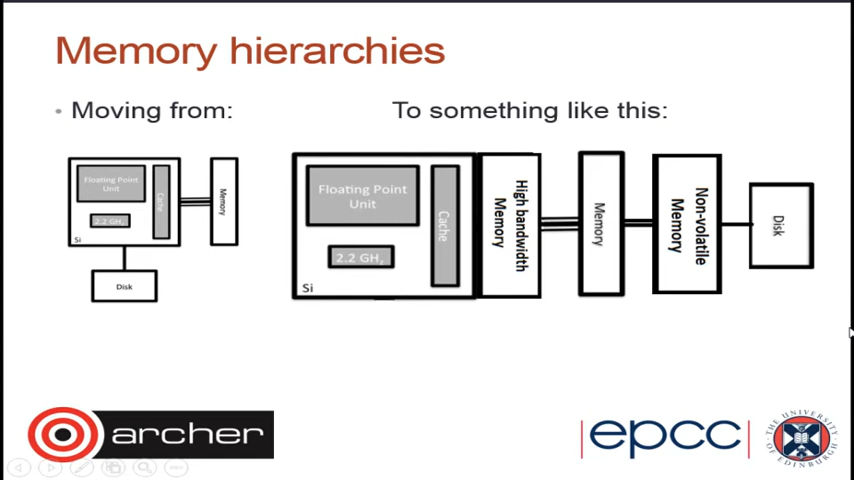 Memory hierarchies
• Moving from:
To something like this:
Floating Point
Unit
2.2 GH,
Cache
Si
Memory
Disk
Floating Point
Unit
2.2 GH,
Cache
Si
High bandwidth
Memory
Memory
Non-volatile
Memory
Disk
archer
epcc
THE UNIVERSITY
OF EDINBURGH